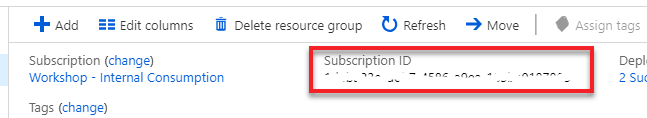 Add Edit columns Delete resource group Refresh Move Assign tags
Subscription (change) Subscription ID Depl
Workshop - Internal Consumption 2 Suc
Tags (change)